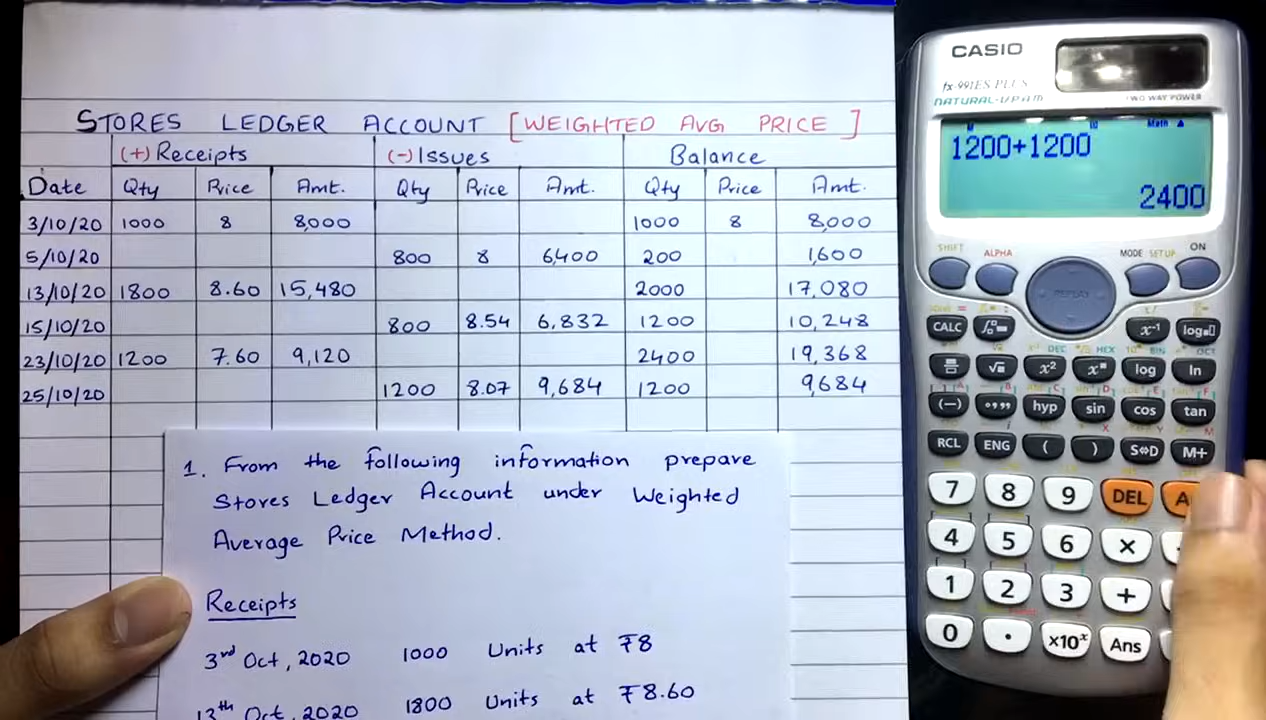 STORES LEDGER ACCOUNT [WEIGHTED AVG PRICE]
(+) Receipts (-) Issues Balance
Date Qty Price Amt. Qty Price Amt. Qty Price Amt.
3/10/20 1000 8 8,000 1000 8 8,000
5/10/20 800 8 6,400 200 1,600
13/10/20 1800 8.60 15,480 2000 17,080
15/10/20 800 8.54 6,832 1200 10,248
23/10/20 1200 7.60 9,120 2400 19,368
25/10/20 1200 8.07 9,684 1200 9,684
1. From the following information prepare
Stores Ledger Account under Weighted
Average Price Method.
Receipts
3rd Oct, 2020 1000 Units at ₹8
13th Oct, 2020 1800 Units at ₹8.60
CASIO
fx-991ES PLUS
NATURAL-V.P.A.M.
TWO WAY POWER
Math ▲
1200+1200
2400
SHIFT ALPHA MODE SETUP ON
REPLAY
CALC x⁻¹ log
x² log ln
(−) hyp sin cos tan
RCL ENG ( ) S⇔D M+
7 8 9 DEL
4 5 6 ×
1 2 3 +
0 • ×10ˣ Ans